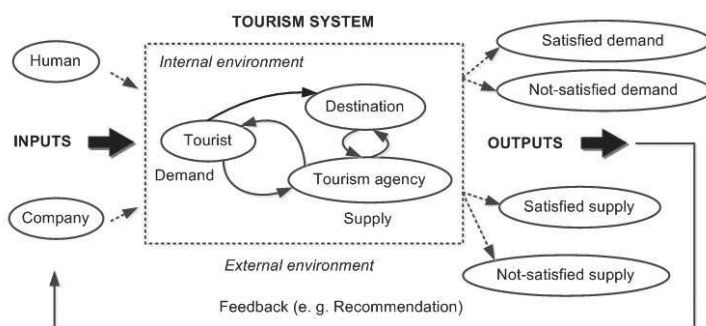 TOURISM SYSTEM
Human
Internal environment
Satisfied demand
Not-satisfied demand
Destination
INPUTS
Tourist
OUTPUTS
Demand
Tourism agency
Company
Supply
Satisfied supply
External environment
Not-satisfied supply
Feedback (e. g. Recommendation)